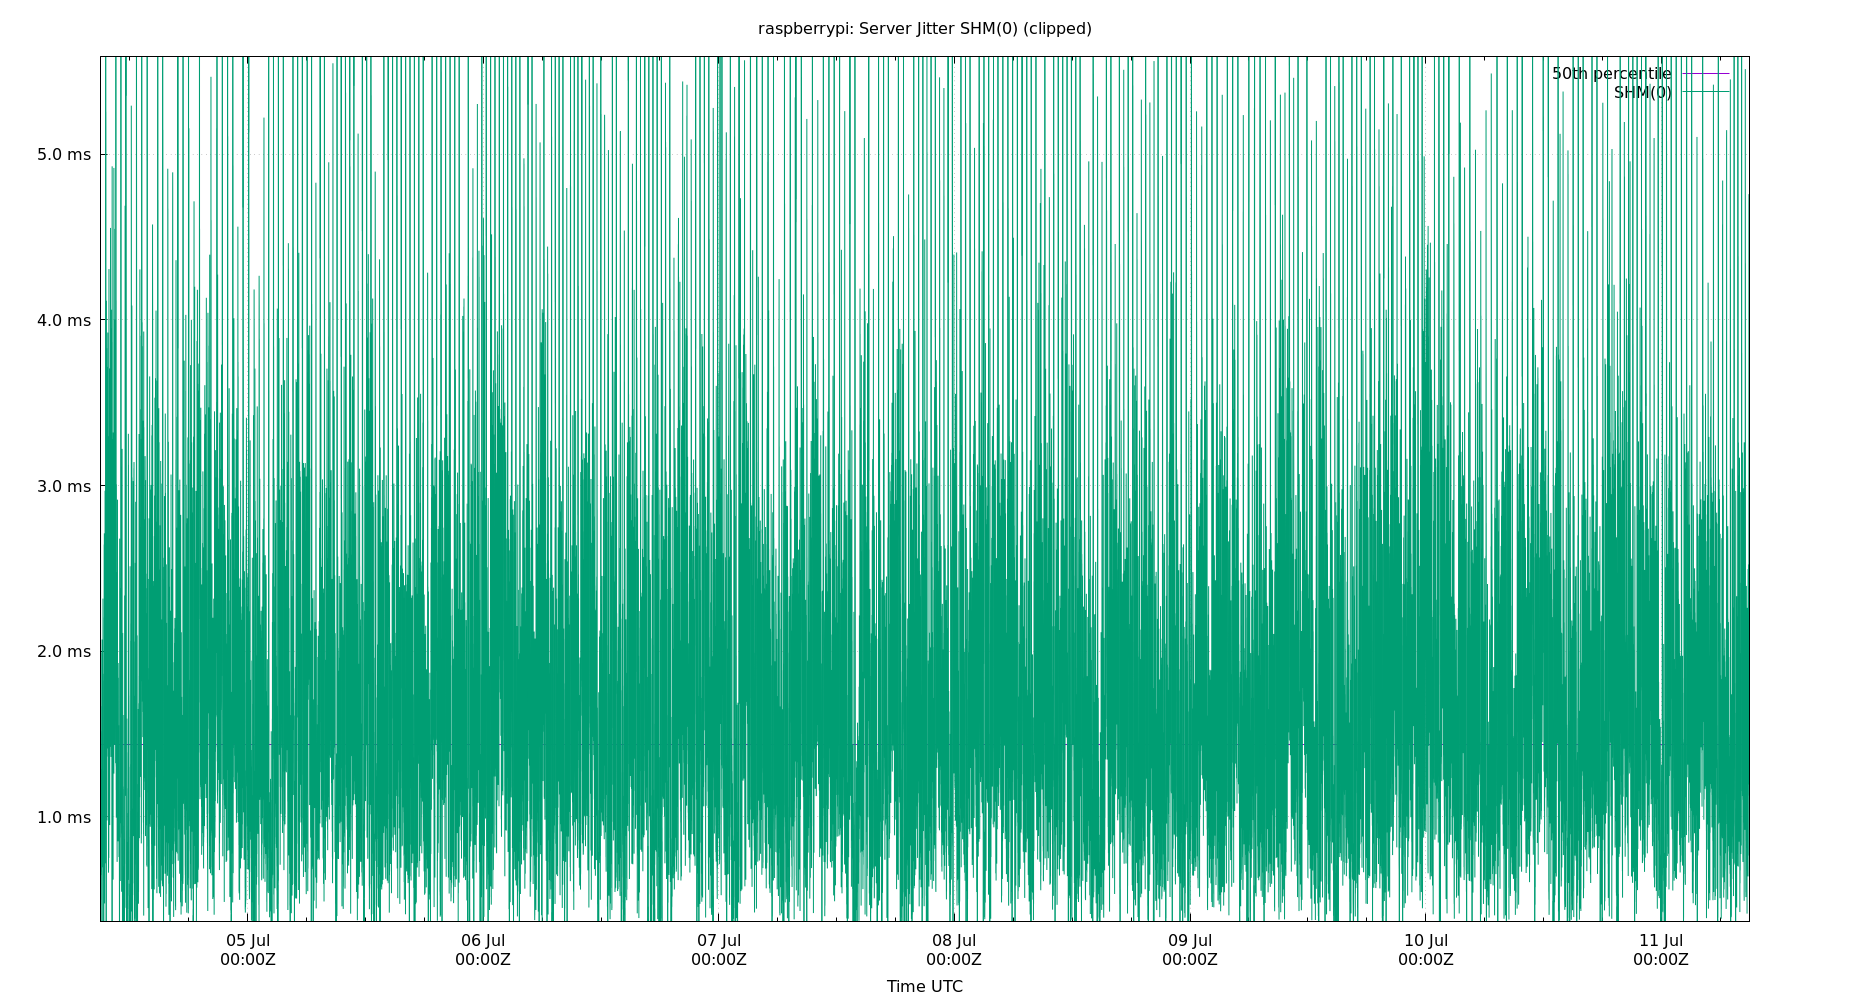 raspberrypi: Server Jitter SHM(0) (clipped)
50th percentile
SHM(0)
5.0 ms
4.0 ms
3.0 ms
2.0 ms
1.0 ms
05 Jul 06 Jul 07 Jul 08 Jul 09 Jul 10 Jul 11 Jul
00:00Z 00:00Z 00:00Z 00:00Z 00:00Z 00:00Z 00:00Z
Time UTC